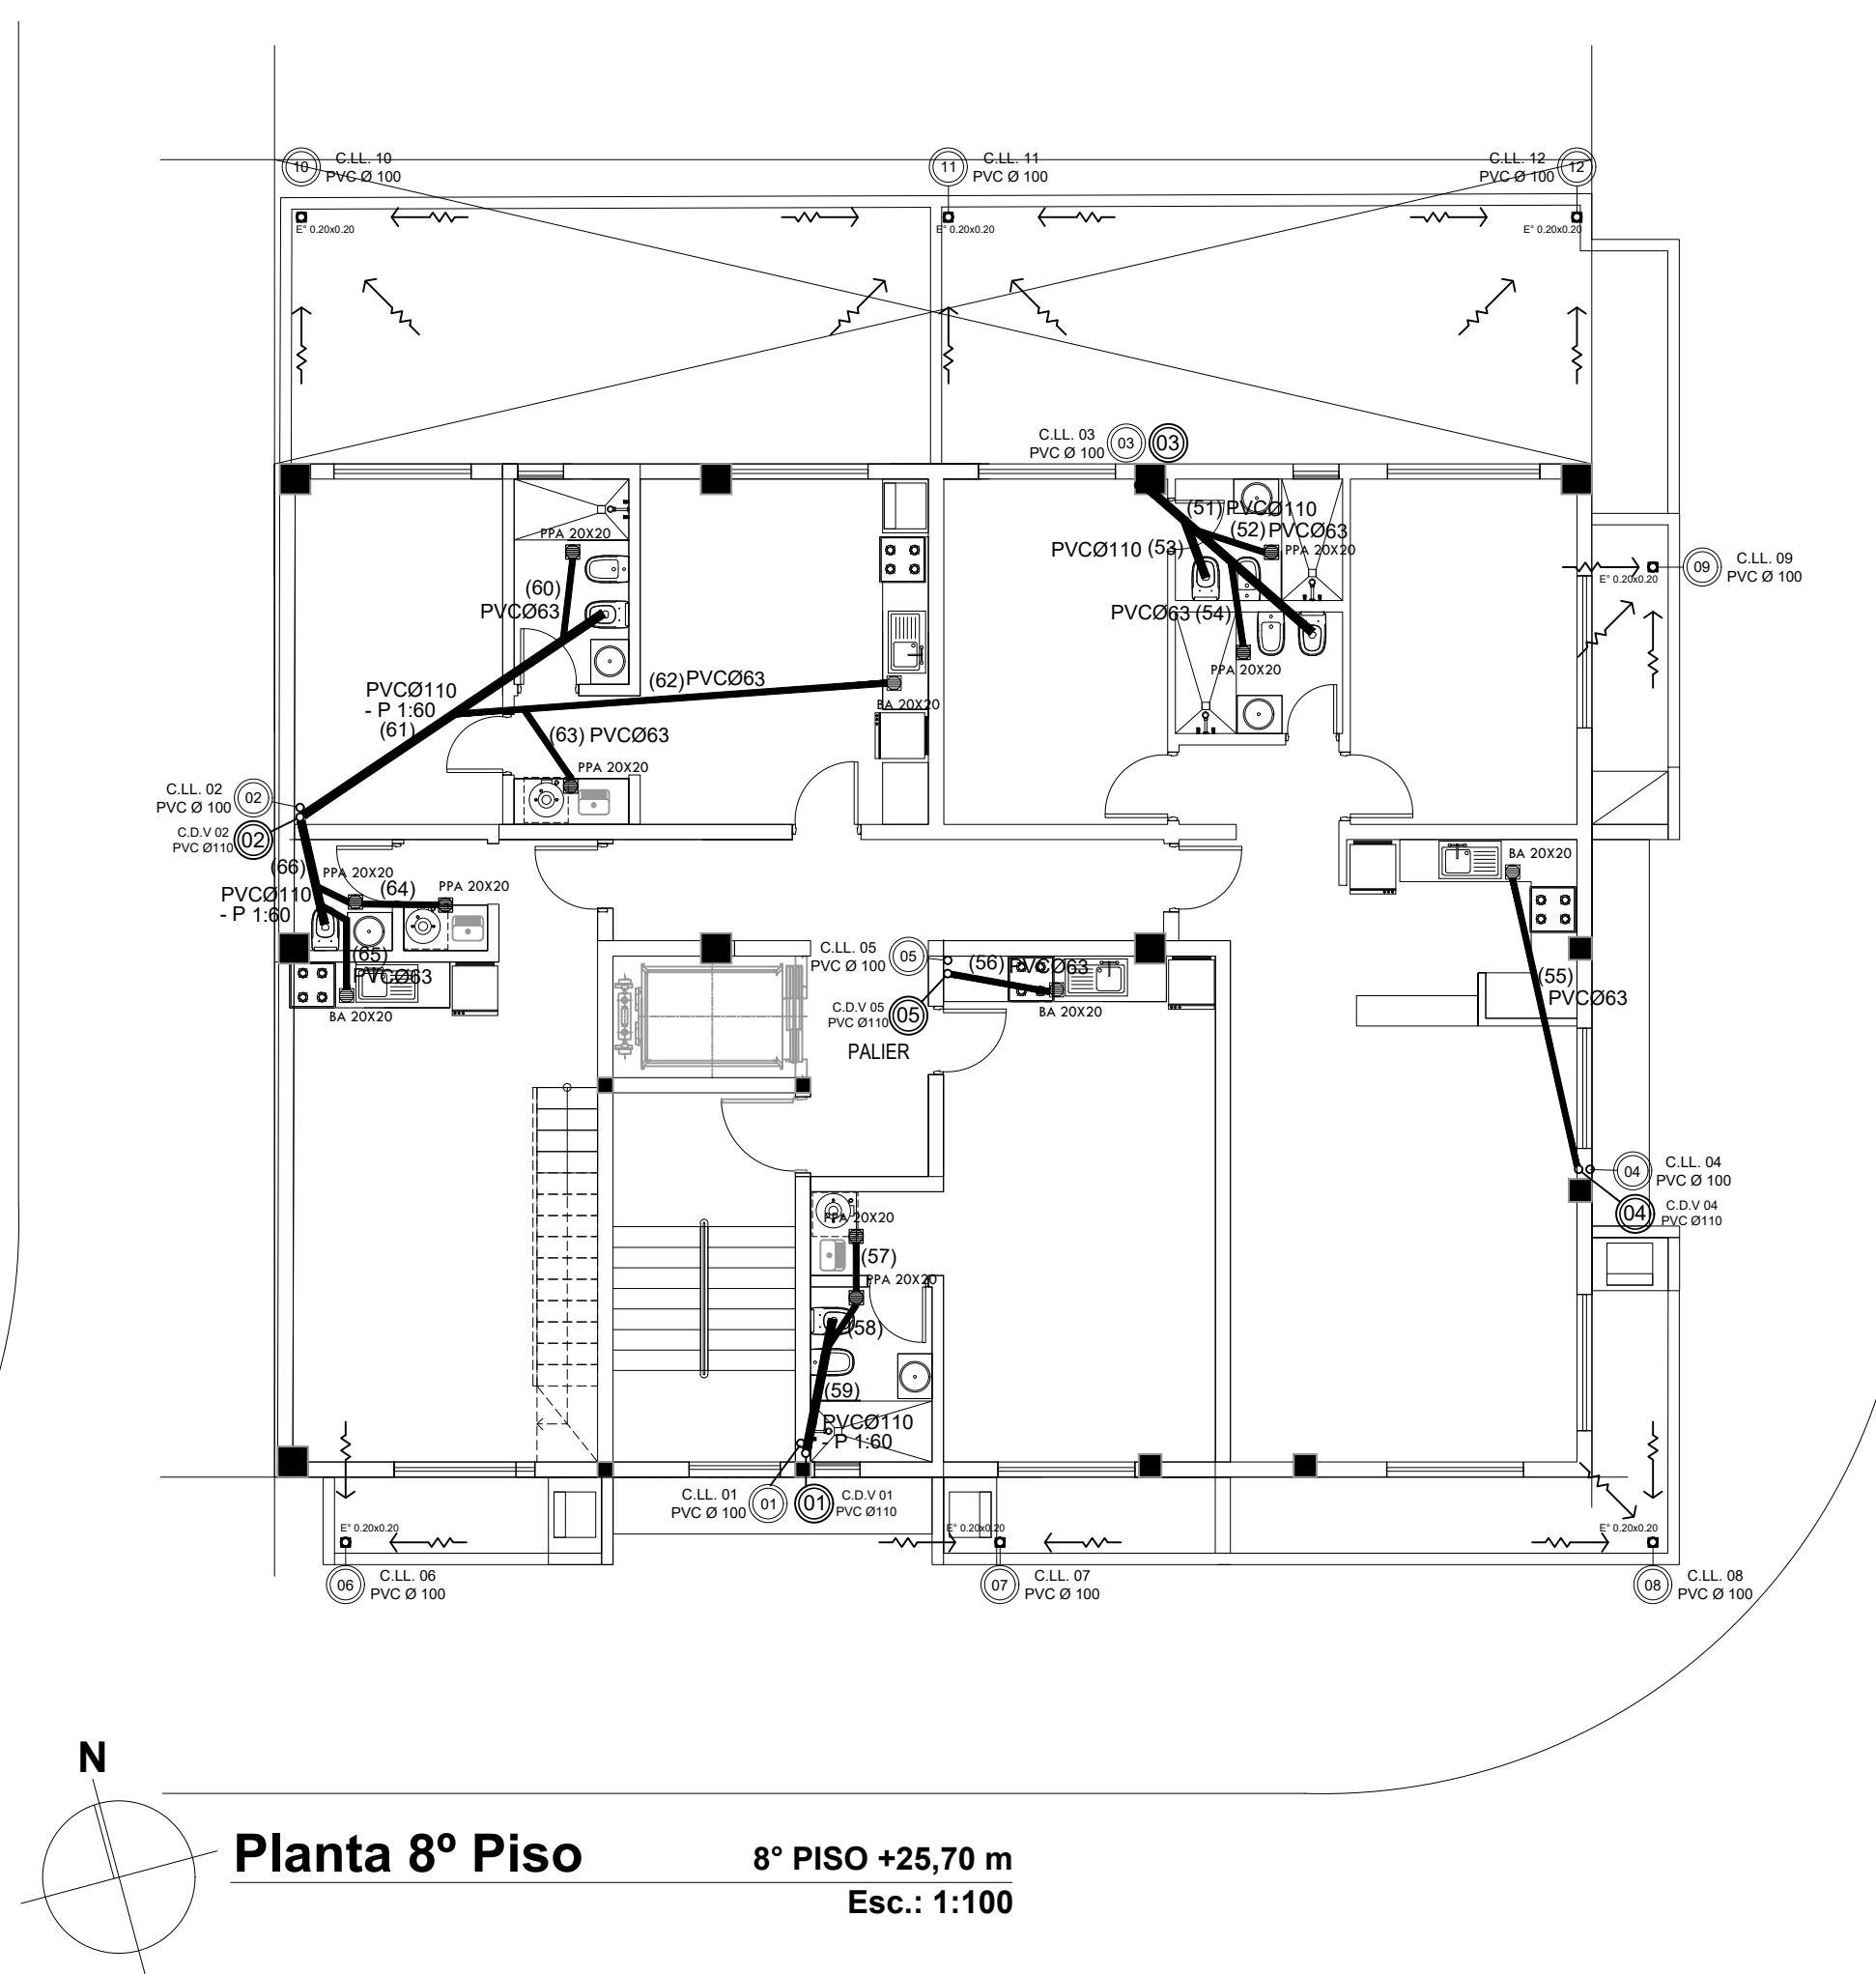 10
C.LL. 10
PVC Ø 100
11
C.LL. 11
PVC Ø 100
C.LL. 12
PVC Ø 100
12
E° 0.20x0.20
E° 0.20x0.20
E° 0.20x0.20
C.LL. 03
PVC Ø 100
03
03
(51) PVCØ110
(52) PVCØ63
PVCØ110 (53)
PPA 20X20
PVCØ63 (54)
PPA 20X20
PPA 20X20
(60)
PVCØ63
E° 0.20x0.20
09
C.LL. 09
PVC Ø 100
(62) PVCØ63
PVCØ110
- P 1:60
(61)
BA 20X20
(63) PVCØ63
PPA 20X20
C.LL. 02
PVC Ø 100
02
C.D.V 02
PVC Ø110
02
(66)
PPA 20X20
(64)
PPA 20X20
PVCØ110
- P 1:60
(65)
PVCØ63
BA 20X20
BA 20X20
C.LL. 05
PVC Ø 100
05
(56)
PVCØ63
C.D.V 05
PVC Ø110
05
BA 20X20
PALIER
(55)
PVCØ63
04
C.LL. 04
PVC Ø 100
04
C.D.V 04
PVC Ø110
PPA 20X20
(57)
PPA 20X20
(58)
(59)
PVCØ110
- P 1:60
C.LL. 01
PVC Ø 100
01
01
C.D.V 01
PVC Ø110
E° 0.20x0.20
E° 0.20x0.20
E° 0.20x0.20
06
C.LL. 06
PVC Ø 100
07
C.LL. 07
PVC Ø 100
08
C.LL. 08
PVC Ø 100
N
Planta 8º Piso
8° PISO +25,70 m
Esc.: 1:100